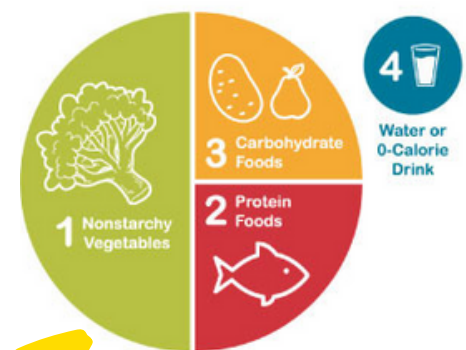 1 Nonstarchy
Vegetables
2 Protein
Foods
3 Carbohydrate
Foods
4
Water or
0-Calorie
Drink